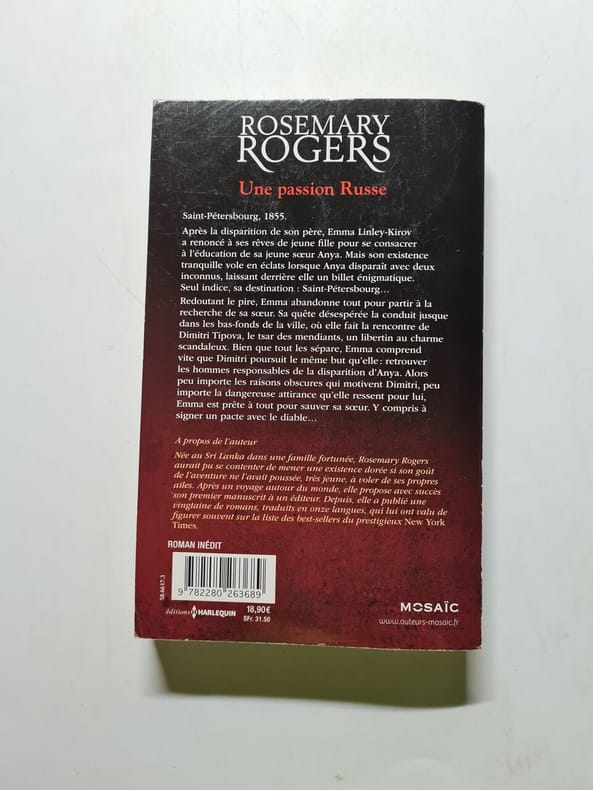 ROSEMARY
ROGERS
Une passion Russe
Saint-Pétersbourg, 1855.
Après la disparition de son père, Emma Linley-Kirov
a renoncé à ses rêves de jeune fille pour se consacrer
à l'éducation de sa jeune sœur Anya. Mais son existence
tranquille vole en éclats lorsque Anya disparaît avec deux
inconnus, laissant derrière elle un billet énigmatique.
Seul indice, sa destination : Saint-Pétersbourg...
Redoutant le pire, Emma abandonne tout pour partir à la
recherche de sa sœur. Sa quête désespérée la conduit jusque
dans les bas-fonds de la ville, où elle fait la rencontre de
Dimitri Tipova, le tsar des mendiants, un libertin au charme
scandaleux. Bien que tout les sépare, Emma comprend
vite que Dimitri poursuit le même but qu'elle : retrouver
les hommes responsables de la disparition d'Anya. Alors
peu importe les raisons obscures qui motivent Dimitri, peu
importe la dangereuse attirance qu'elle ressent pour lui,
Emma est prête à tout pour sauver sa sœur. Y compris à
signer un pacte avec le diable...
A propos de l'auteur
Née au Sri Lanka dans une famille fortunée, Rosemary Rogers
aurait pu se contenter de mener une existence dorée si son goût
de l'aventure ne l'avait poussée, très jeune, à voler de ses propres
ailes. Après un voyage autour du monde, elle propose avec succès
son premier manuscrit à un éditeur. Depuis, elle a publié une
vingtaine de romans, traduits en onze langues, qui lui ont valu de
figurer souvent sur la liste des best-sellers du prestigieux New York
Times.
ROMAN INÉDIT
58.6617.3
9 782280 263689
éditions HARLEQUIN
18,90€
SFr. 31.50
MOSAÏC
www.auteurs-mosaic.fr